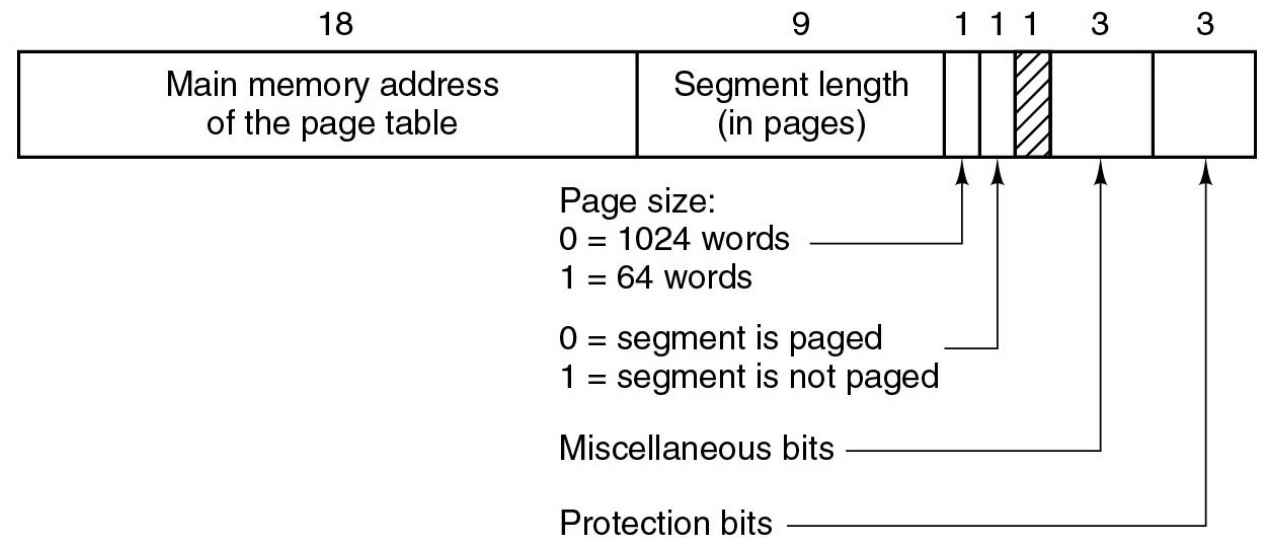 18 9 1 1 1 3 3
Main memory address
of the page table
Segment length
(in pages)
Page size:
0 = 1024 words
1 = 64 words
0 = segment is paged
1 = segment is not paged
Miscellaneous bits
Protection bits